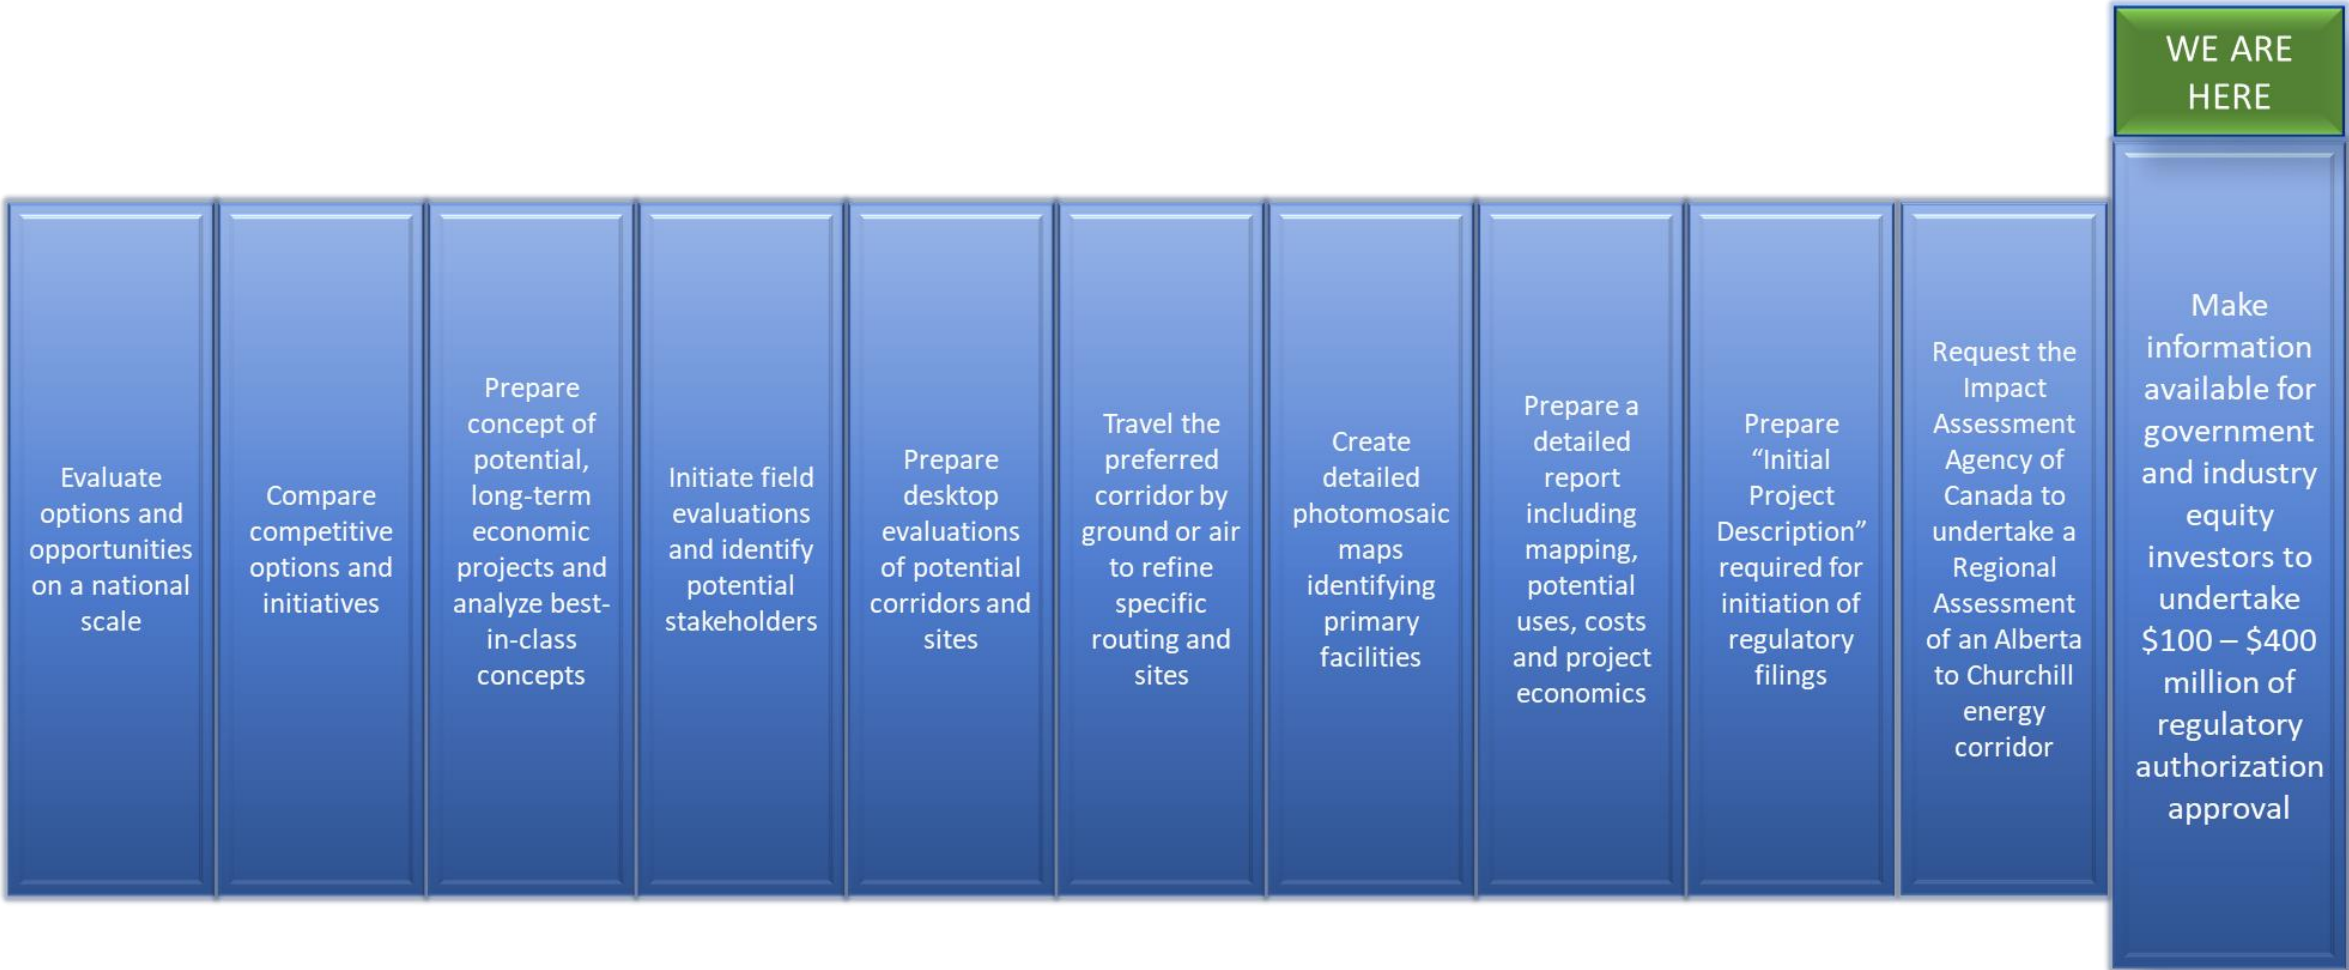 WE ARE
HERE
Evaluate
options and
opportunities
on a national
scale
Compare
competitive
options and
initiatives
Prepare
concept of
potential,
long-term
economic
projects and
analyze best-
in-class
concepts
Initiate field
evaluations
and identify
potential
stakeholders
Prepare
desktop
evaluations
of potential
corridors and
sites
Travel the
preferred
corridor by
ground or air
to refine
specific
routing and
sites
Create
detailed
photomosaic
maps
identifying
primary
facilities
Prepare a
detailed
report
including
mapping,
potential
uses, costs
and project
economics
Prepare
“Initial
Project
Description”
required for
initiation of
regulatory
filings
Request the
Impact
Assessment
Agency of
Canada to
undertake a
Regional
Assessment
of an Alberta
to Churchill
energy
corridor
Make
information
available for
government
and industry
equity
investors to
undertake
$100 – $400
million of
regulatory
authorization
approval